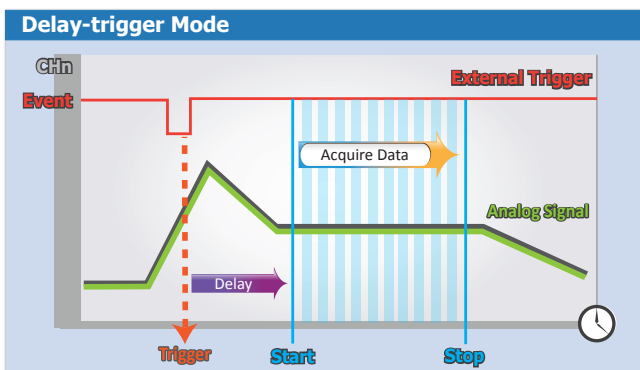 Delay-trigger Mode
CHn
External Trigger
Event
Acquire Data
Analog Signal
Delay
Trigger
Start
Stop